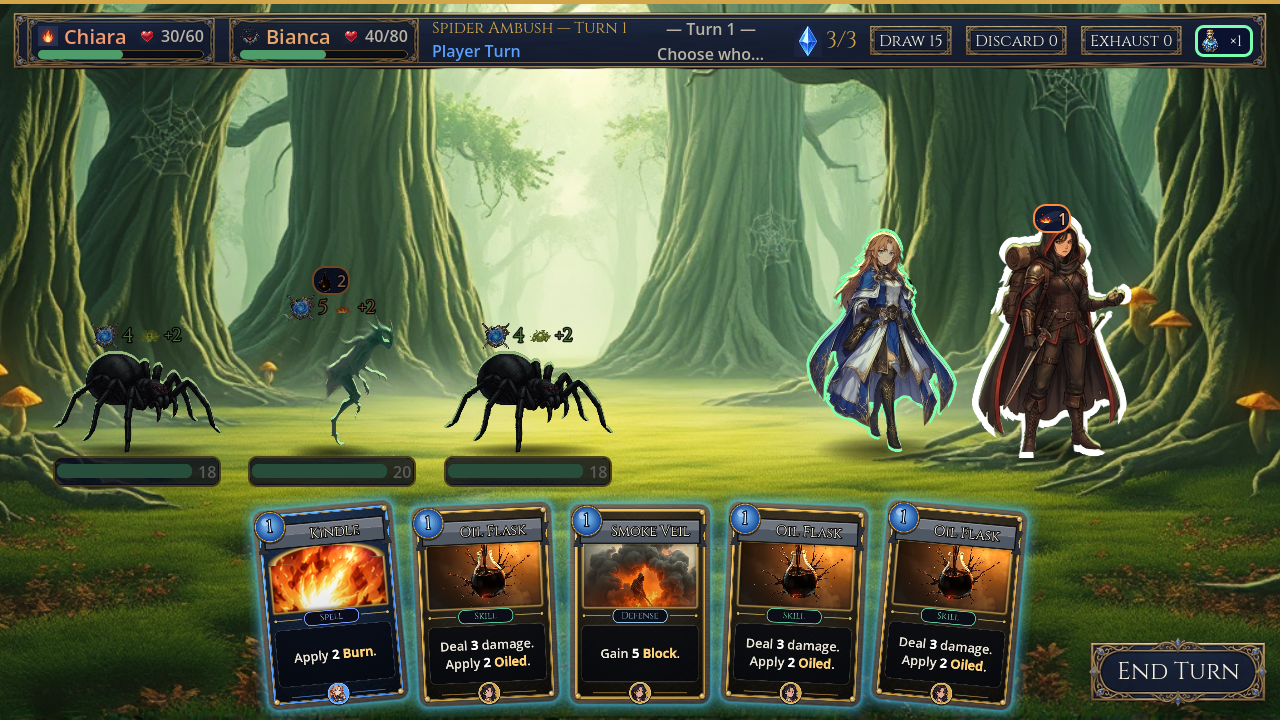 Chiara 30/60
Bianca 40/80
Spider Ambush — Turn 1
Player Turn
— Turn 1 —
Choose who...
3/3
Draw 15
Discard 0
Exhaust 0
×1
1
2
5 +2
4 +2
4 +2
18
20
18
1
Kindle
Spell
Apply 2 Burn.
1
Oil Flask
Skill
Deal 3 damage.
Apply 2 Oiled.
1
Smoke Veil
Defense
Gain 5 Block.
1
Oil Flask
Skill
Deal 3 damage.
Apply 2 Oiled.
1
Oil Flask
Skill
Deal 3 damage.
Apply 2 Oiled.
End Turn